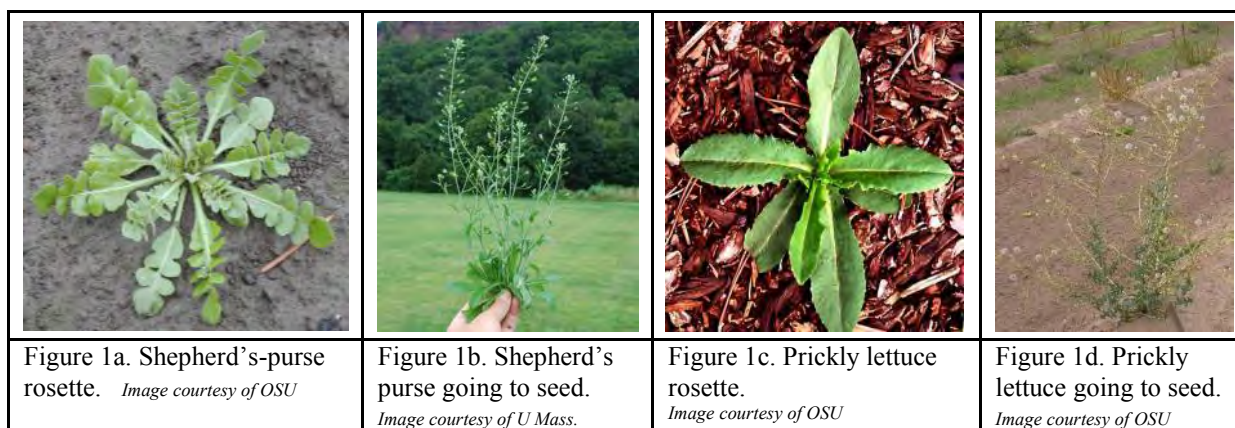 Figure 1a. Shepherd's-purse
rosette. Image courtesy of OSU
Figure 1b. Shepherd's
purse going to seed.
Image courtesy of U Mass.
Figure 1c. Prickly lettuce
rosette.
Image courtesy of OSU
Figure 1d. Prickly
lettuce going to seed.
Image courtesy of OSU